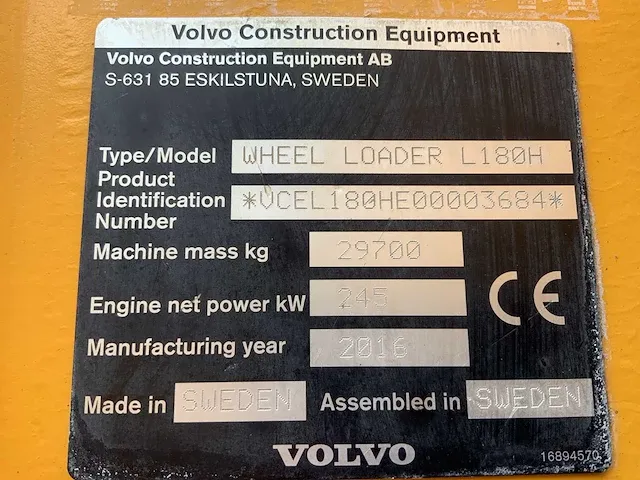 Volvo Construction Equipment
Volvo Construction Equipment AB
S-631 85 ESKILSTUNA, SWEDEN
Type/Model WHEEL LOADER L180H
Product
Identification *VCEL180HE00003684*
Number
Machine mass kg 29700
Engine net power kW 245
CE
Manufacturing year 2016
Made in SWEDEN Assembled in SWEDEN
VOLVO
16894570